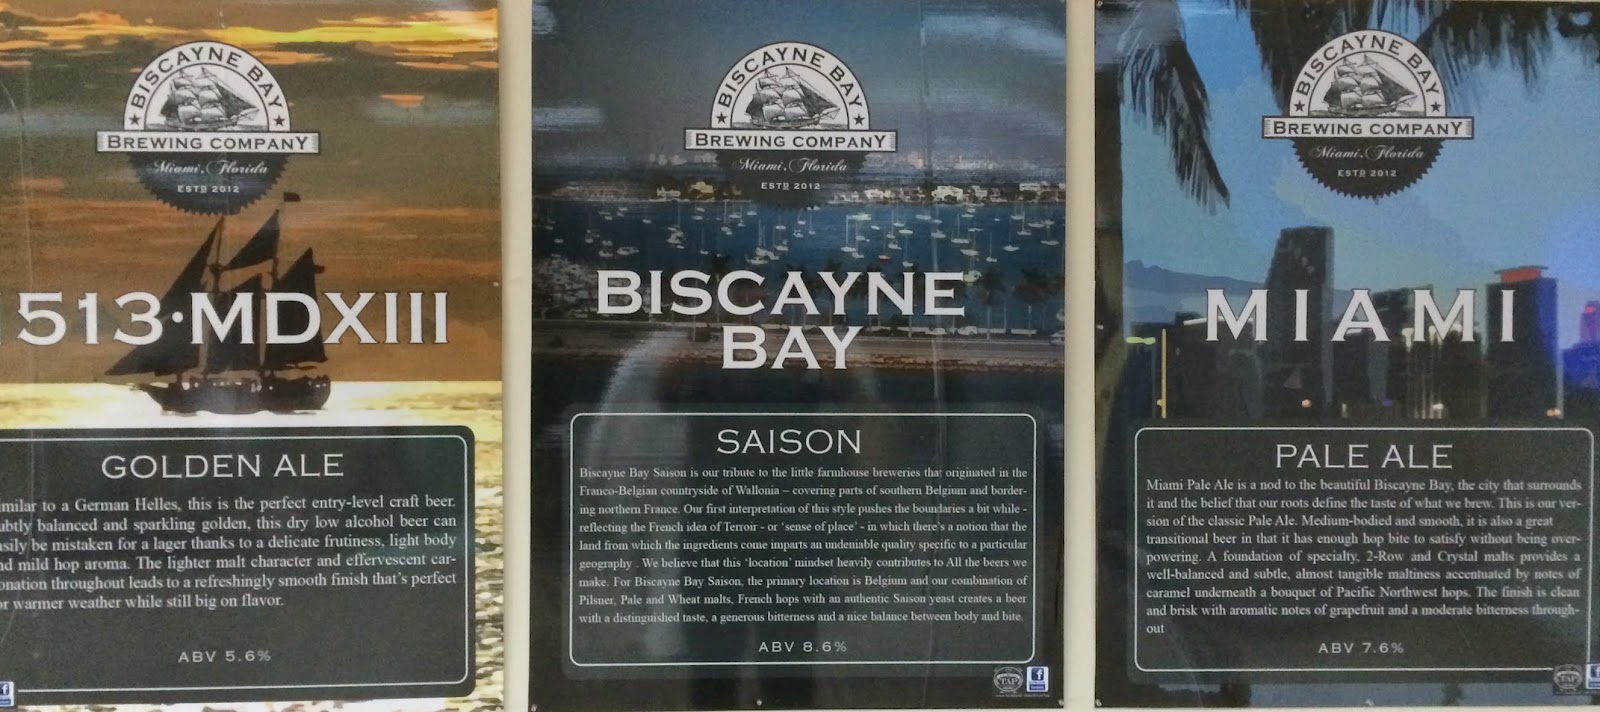 BISCAYNE BAY
BREWING COMPANY
Miami, Florida
ESTD 2012
513·MDXIII
GOLDEN ALE
imilar to a German Helles, this is the perfect entry-level craft beer.
ubtly balanced and sparkling golden, this dry low alcohol beer can
asily be mistaken for a lager thanks to a delicate frutiness, light body
nd mild hop aroma. The lighter malt character and effervescent car-
onation throughout leads to a refreshingly smooth finish that's perfect
or warmer weather while still big on flavor.
ABV 5.6%
BISCAYNE BAY
BREWING COMPANY
Miami, Florida
ESTD 2012
BISCAYNE
BAY
SAISON
Biscayne Bay Saison is our tribute to the little farmhouse breweries that originated in the
Franco-Belgian countryside of Wallonia – covering parts of southern Belgium and border-
ing northern France. Our first interpretation of this style pushes the boundaries a bit while -
reflecting the French idea of Terroir - or 'sense of place' - in which there's a notion that the
land from which the ingredients come imparts an undeniable quality specific to a particular
geography . We believe that this 'location' mindset heavily contributes to All the beers we
make. For Biscayne Bay Saison, the primary location is Belgium and our combination of
Pilsner, Pale and Wheat malts, French hops with an authentic Saison yeast creates a beer
with a distinguished taste, a generous bitterness and a nice balance between body and bite.
ABV 8.6%
TAP
BISCAYNE BAY
BREWING COMPANY
Miami, Florida
ESTD 2012
MIAMI
PALE ALE
Miami Pale Ale is a nod to the beautiful Biscayne Bay, the city that surrounds
it and the belief that our roots define the taste of what we brew. This is our ver-
sion of the classic Pale Ale. Medium-bodied and smooth, it is also a great
transitional beer in that it has enough hop bite to satisfy without being over-
powering. A foundation of specialty, 2-Row and Crystal malts provides a
well-balanced and subtle, almost tangible maltiness accentuated by notes of
caramel underneath a bouquet of Pacific Northwest hops. The finish is clean
and brisk with aromatic notes of grapefruit and a moderate bitterness through-
out
ABV 7.6%
TAP